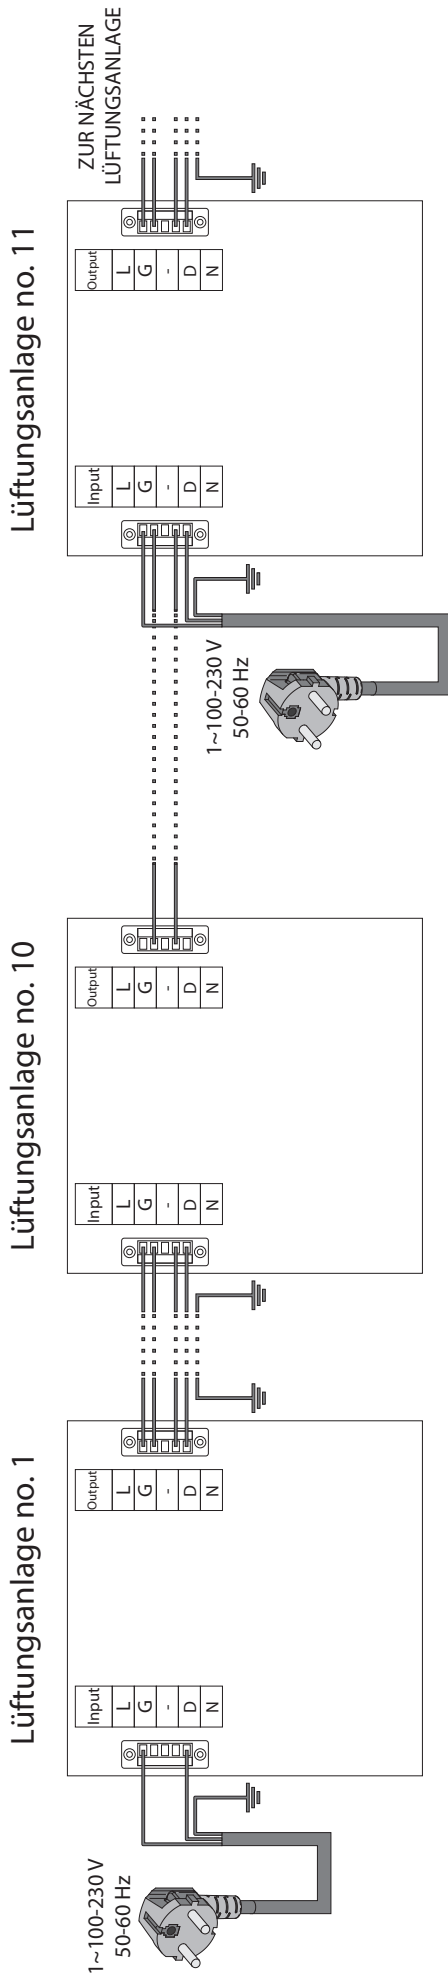 Lüftungsanlage no. 1
Lüftungsanlage no. 10
Lüftungsanlage no. 11
1~100-230 V
50-60 Hz
Input
L
G
-
D
N
Output
L
G
-
D
N
Input
L
G
-
D
N
Output
L
G
-
D
N
1~100-230 V
50-60 Hz
Input
L
G
-
D
N
Output
L
G
-
D
N
ZUR NÄCHSTEN
LÜFTUNGSANLAGE